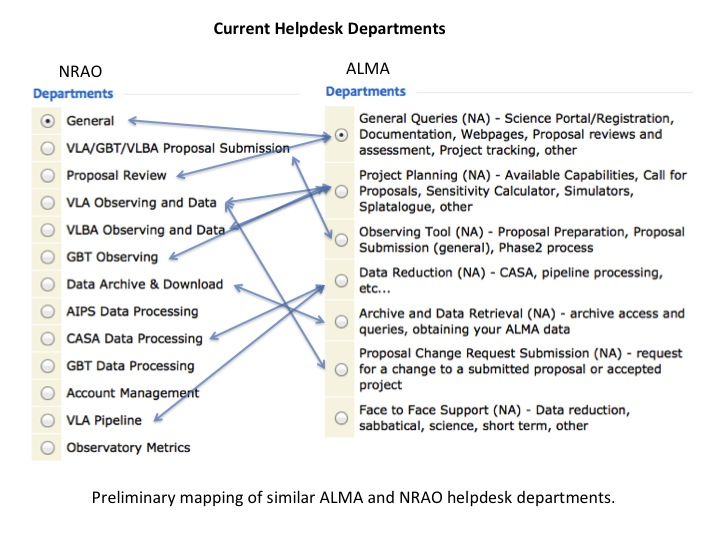 Current Helpdesk Departments
NRAO
Departments
General
VLA/GBT/VLBA Proposal Submission
Proposal Review
VLA Observing and Data
VLBA Observing and Data
GBT Observing
Data Archive & Download
AIPS Data Processing
CASA Data Processing
GBT Data Processing
Account Management
VLA Pipeline
Observatory Metrics
ALMA
Departments
General Queries (NA) - Science Portal/Registration,
Documentation, Webpages, Proposal reviews and
assessment, Project tracking, other
Project Planning (NA) - Available Capabilities, Call for
Proposals, Sensitivity Calculator, Simulators,
Splatalogue, other
Observing Tool (NA) - Proposal Preparation, Proposal
Submission (general), Phase2 process
Data Reduction (NA) - CASA, pipeline processing,
etc...
Archive and Data Retrieval (NA) - archive access and
queries, obtaining your ALMA data
Proposal Change Request Submission (NA) - request
for a change to a submitted proposal or accepted
project
Face to Face Support (NA) - Data reduction,
sabbatical, science, short term, other
Preliminary mapping of similar ALMA and NRAO helpdesk departments.